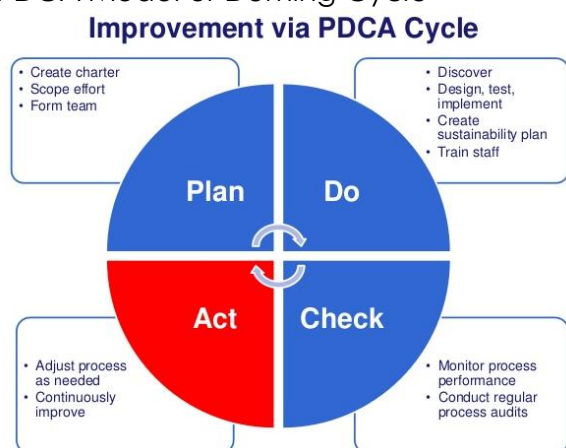 Improvement via PDCA Cycle
• Create charter
• Scope effort
• Form team
• Discover
• Design, test,
implement
• Create
sustainability plan
• Train staff
Plan
Do
Act
Check
• Adjust process
as needed
• Continuously
improve
• Monitor process
performance
• Conduct regular
process audits